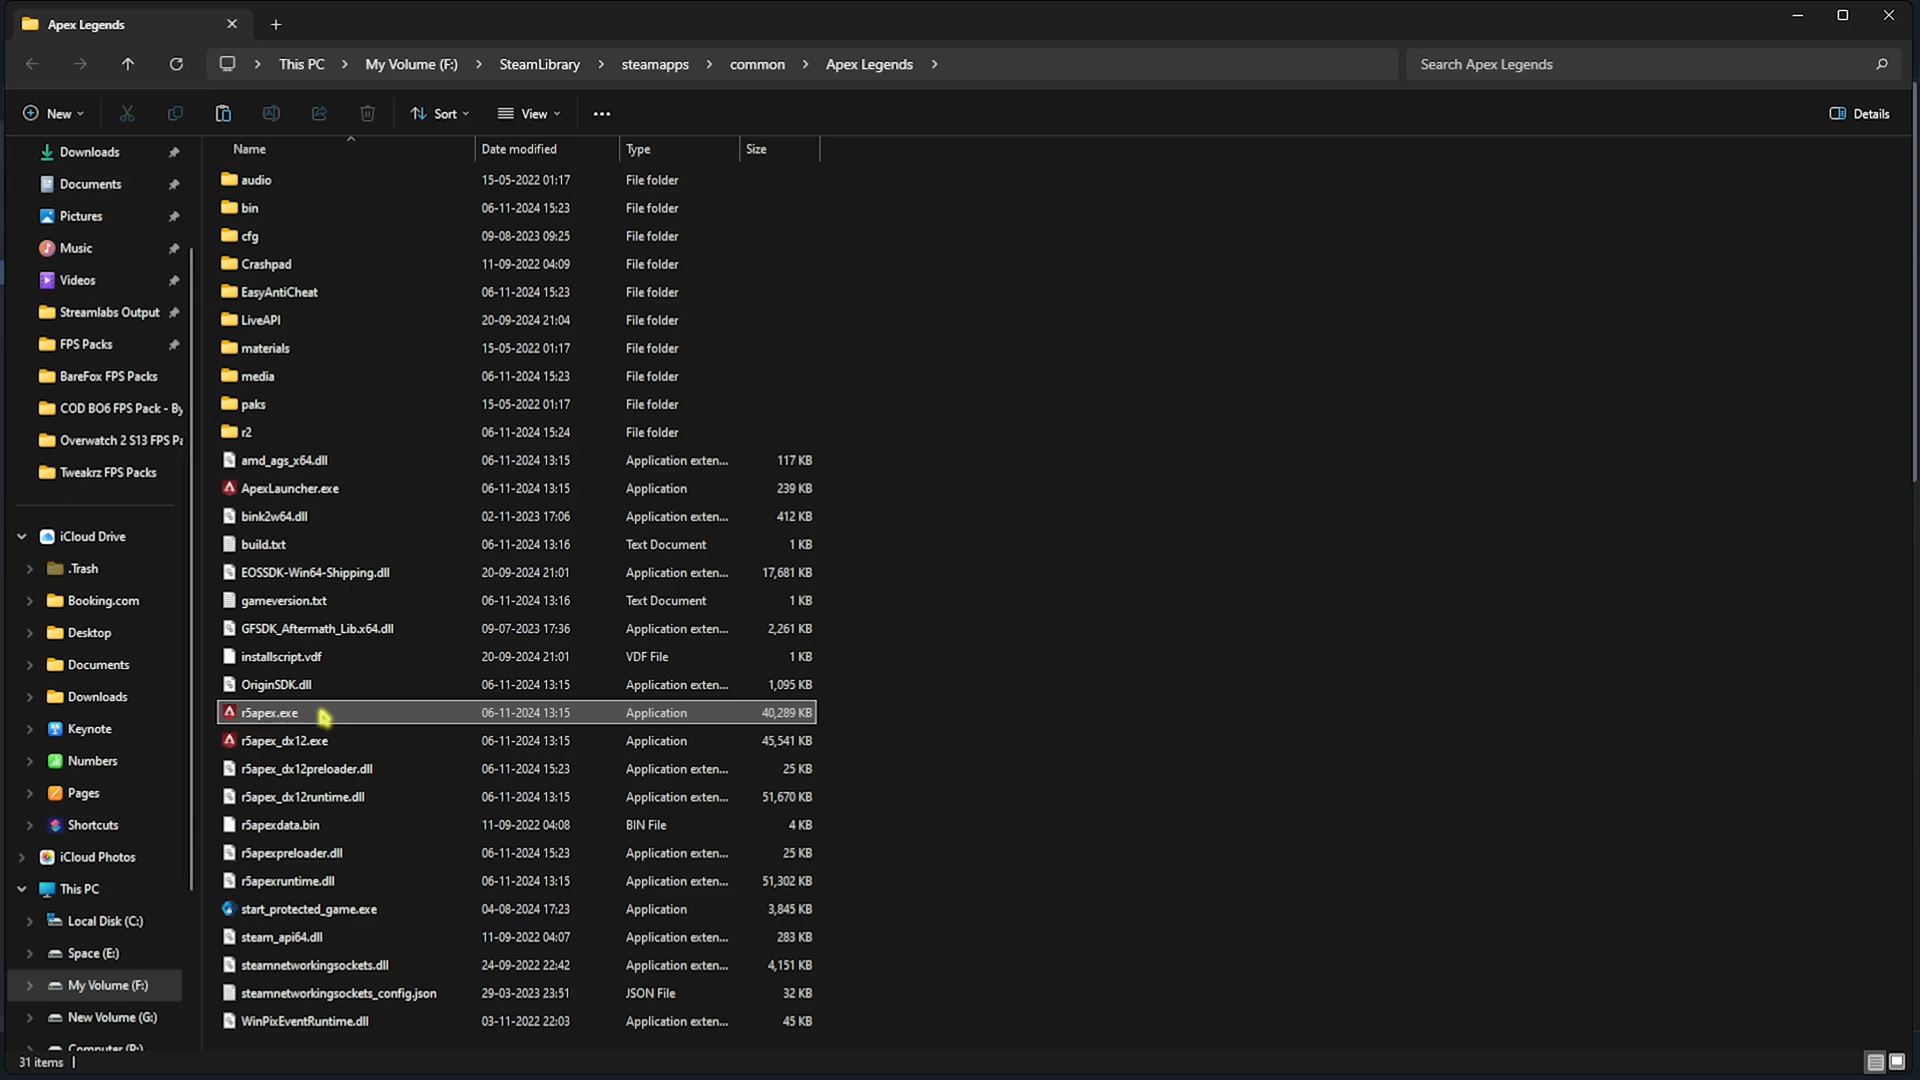 Apex Legends
This PC > My Volume (F:) > SteamLibrary > steamapps > common > Apex Legends >
Search Apex Legends
New
Sort
View
Details
Downloads
Documents
Pictures
Music
Videos
Streamlabs Output
FPS Packs
BareFox FPS Packs
COD BO6 FPS Pack - By
Overwatch 2 S13 FPS Pa
Tweakrz FPS Packs
iCloud Drive
.Trash
Booking.com
Desktop
Documents
Downloads
Keynote
Numbers
Pages
Shortcuts
iCloud Photos
This PC
Local Disk (C:)
Space (E:)
My Volume (F:)
New Volume (G:)
Name Date modified Type Size
audio 15-05-2022 01:17 File folder
bin 06-11-2024 15:23 File folder
cfg 09-08-2023 09:25 File folder
Crashpad 11-09-2022 04:09 File folder
EasyAntiCheat 06-11-2024 15:23 File folder
LiveAPI 20-09-2024 21:04 File folder
materials 15-05-2022 01:17 File folder
media 06-11-2024 15:23 File folder
paks 15-05-2022 01:17 File folder
r2 06-11-2024 15:24 File folder
amd_ags_x64.dll 06-11-2024 13:15 Application exten... 117 KB
ApexLauncher.exe 06-11-2024 13:15 Application 239 KB
bink2w64.dll 02-11-2023 17:06 Application exten... 412 KB
build.txt 06-11-2024 13:16 Text Document 1 KB
EOSSDK-Win64-Shipping.dll 20-09-2024 21:01 Application exten... 17,681 KB
gameversion.txt 06-11-2024 13:16 Text Document 1 KB
GFSDK_Aftermath_Lib.x64.dll 09-07-2023 17:36 Application exten... 2,261 KB
installscript.vdf 20-09-2024 21:01 VDF File 1 KB
OriginSDK.dll 06-11-2024 13:15 Application exten... 1,095 KB
r5apex.exe 06-11-2024 13:15 Application 40,289 KB
r5apex_dx12.exe 06-11-2024 13:15 Application 45,541 KB
r5apex_dx12preloader.dll 06-11-2024 15:23 Application exten... 25 KB
r5apex_dx12runtime.dll 06-11-2024 13:15 Application exten... 51,670 KB
r5apexdata.bin 11-09-2022 04:08 BIN File 4 KB
r5apexpreloader.dll 06-11-2024 15:23 Application exten... 25 KB
r5apexruntime.dll 06-11-2024 13:15 Application exten... 51,302 KB
start_protected_game.exe 04-08-2024 17:23 Application 3,845 KB
steam_api64.dll 11-09-2022 04:07 Application exten... 283 KB
steamnetworkingsockets.dll 24-09-2022 22:42 Application exten... 4,151 KB
steamnetworkingsockets_config.json 29-03-2023 23:51 JSON File 32 KB
WinPixEventRuntime.dll 03-11-2022 22:03 Application exten... 45 KB
31 items